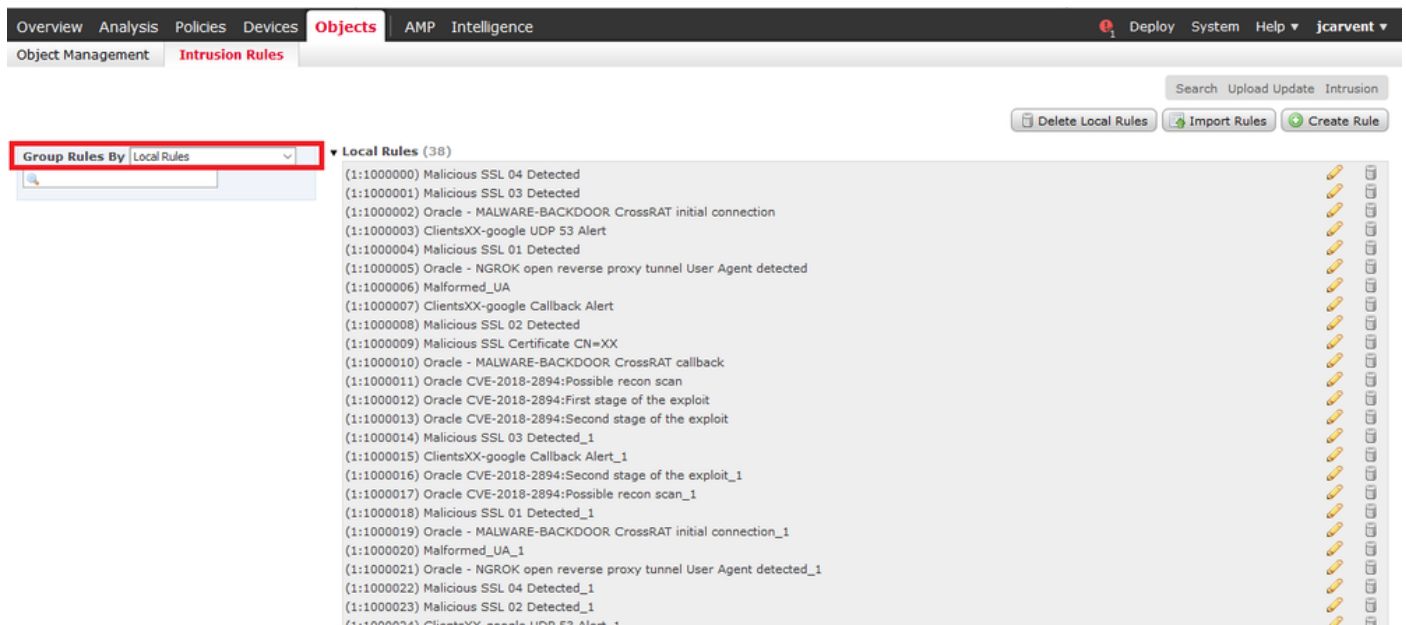 Overview Analysis Policies Devices Objects AMP Intelligence 1 Deploy System Help ▾ jcarvent ▾
Object Management Intrusion Rules
Search Upload Update Intrusion
Delete Local Rules Import Rules Create Rule
Group Rules By Local Rules
▾ Local Rules (38)
(1:1000000) Malicious SSL 04 Detected
(1:1000001) Malicious SSL 03 Detected
(1:1000002) Oracle - MALWARE-BACKDOOR CrossRAT initial connection
(1:1000003) ClientsXX-google UDP 53 Alert
(1:1000004) Malicious SSL 01 Detected
(1:1000005) Oracle - NGROK open reverse proxy tunnel User Agent detected
(1:1000006) Malformed_UA
(1:1000007) ClientsXX-google Callback Alert
(1:1000008) Malicious SSL 02 Detected
(1:1000009) Malicious SSL Certificate CN=XX
(1:1000010) Oracle - MALWARE-BACKDOOR CrossRAT callback
(1:1000011) Oracle CVE-2018-2894:Possible recon scan
(1:1000012) Oracle CVE-2018-2894:First stage of the exploit
(1:1000013) Oracle CVE-2018-2894:Second stage of the exploit
(1:1000014) Malicious SSL 03 Detected_1
(1:1000015) ClientsXX-google Callback Alert_1
(1:1000016) Oracle CVE-2018-2894:Second stage of the exploit_1
(1:1000017) Oracle CVE-2018-2894:Possible recon scan_1
(1:1000018) Malicious SSL 01 Detected_1
(1:1000019) Oracle - MALWARE-BACKDOOR CrossRAT initial connection_1
(1:1000020) Malformed_UA_1
(1:1000021) Oracle - NGROK open reverse proxy tunnel User Agent detected_1
(1:1000022) Malicious SSL 04 Detected_1
(1:1000023) Malicious SSL 02 Detected_1
(1:1000024) ClientsXX-google UDP 53 Alert_1